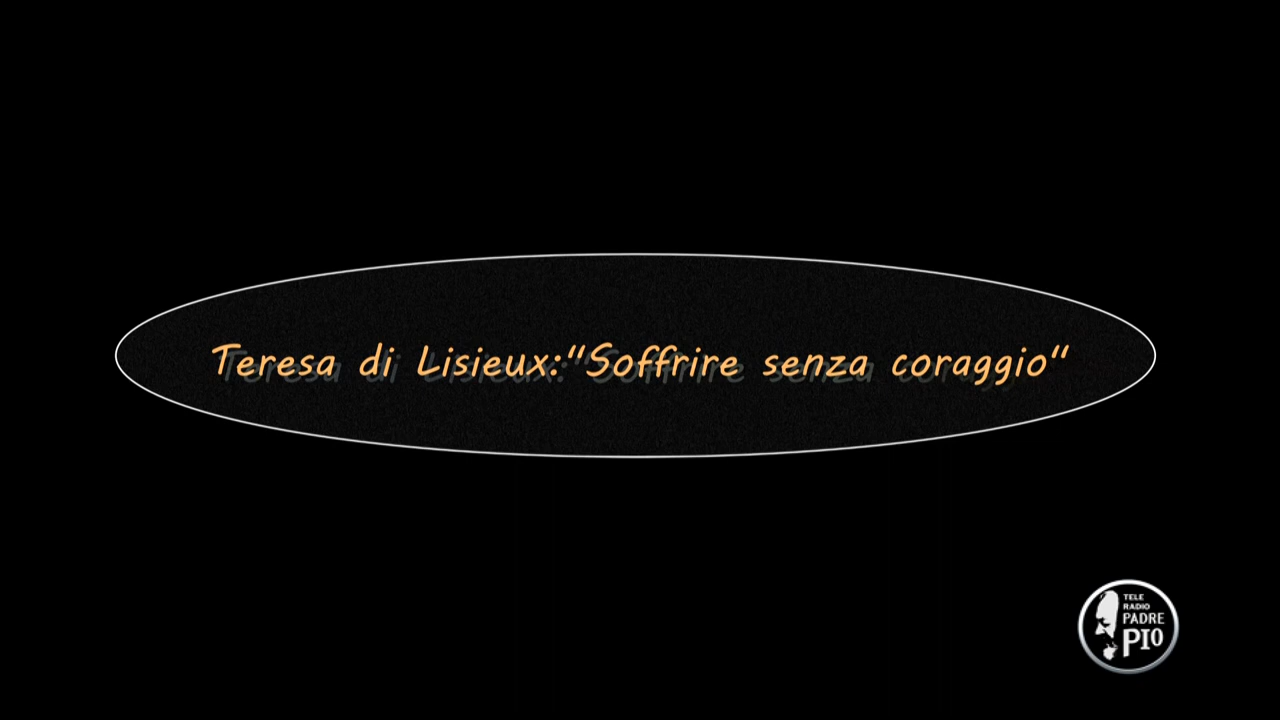 Teresa di Lisieux:"Soffrire senza coraggio"
TELE
RADIO
PADRE
PIO